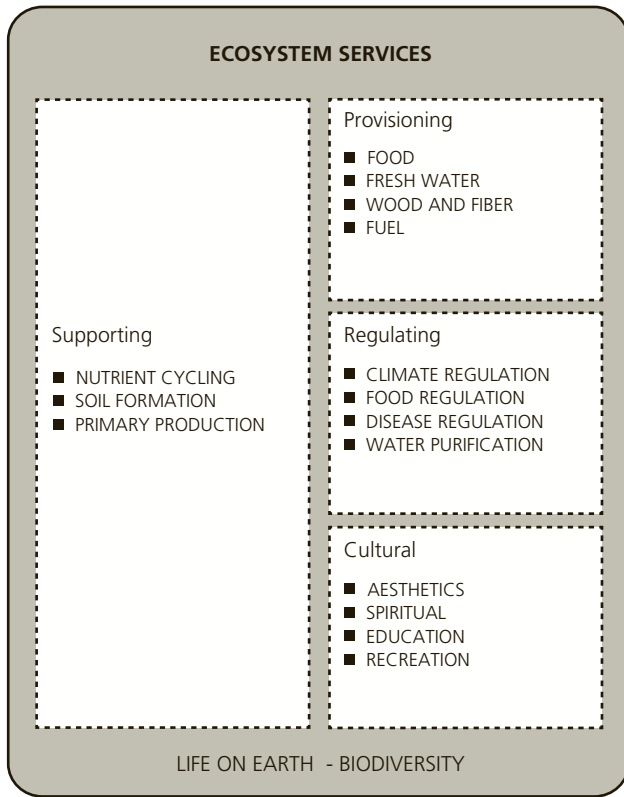 ECOSYSTEM SERVICES
Supporting
■ NUTRIENT CYCLING
■ SOIL FORMATION
■ PRIMARY PRODUCTION
Provisioning
■ FOOD
■ FRESH WATER
■ WOOD AND FIBER
■ FUEL
Regulating
■ CLIMATE REGULATION
■ FOOD REGULATION
■ DISEASE REGULATION
■ WATER PURIFICATION
Cultural
■ AESTHETICS
■ SPIRITUAL
■ EDUCATION
■ RECREATION
LIFE ON EARTH - BIODIVERSITY